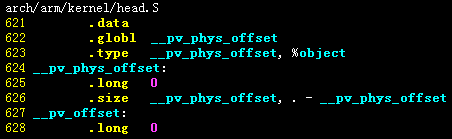 arch/arm/kernel/head.S
621 .data
622 .globl __pv_phys_offset
623 .type __pv_phys_offset, %object
624 __pv_phys_offset:
625 .long 0
626 .size __pv_phys_offset, . - __pv_phys_offset
627 __pv_offset:
628 .long 0